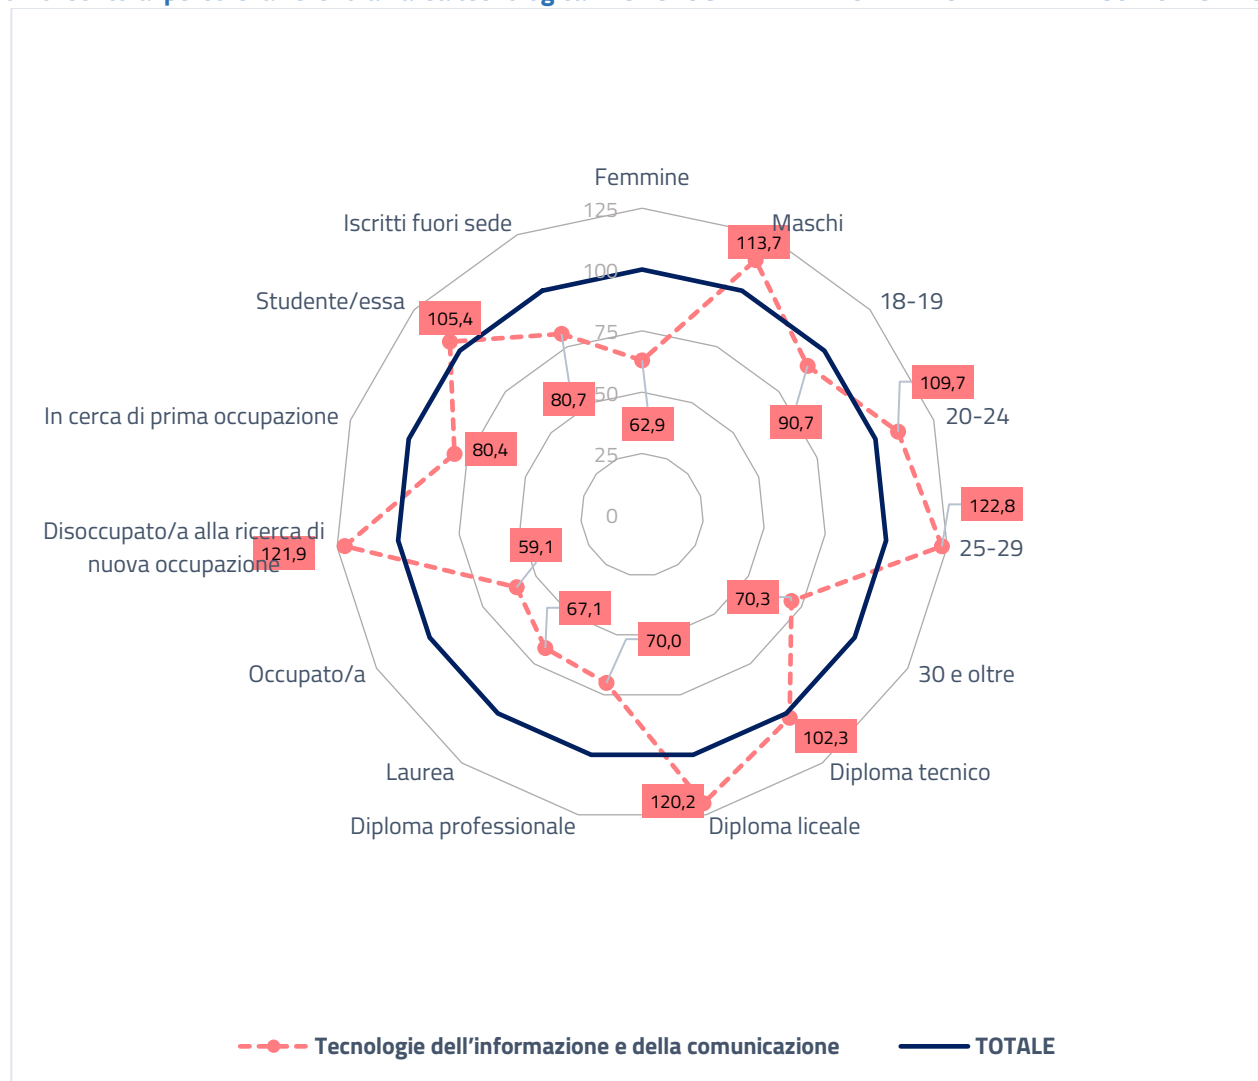 Femmine
125
Iscritti fuori sede
Maschi
113,7
100
Studente/essa
18-19
105,4
75
109,7
80,7
50
20-24
In cerca di prima occupazione
62,9
90,7
80,4
25
122,8
0
Disoccupato/a alla ricerca di
nuova occupazione
121,9
59,1
25-29
67,1
70,3
70,0
Occupato/a
30 e oltre
102,3
Laurea
Diploma tecnico
120,2
Diploma professionale
Diploma liceale
Tecnologie dell’informazione e della comunicazione
TOTALE